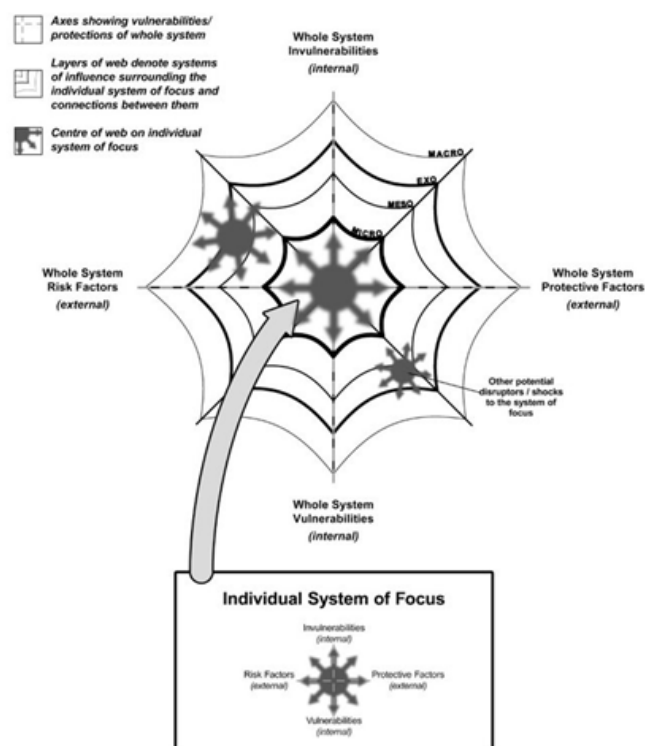 Axes showing vulnerabilities/
protections of whole system
Layers of web denote systems
of influence surrounding the
individual system of focus and
connections between them
Centre of web on individual
system of focus
Whole System
Invulnerabilities
(internal)
MACRO
EXO
MESO
MICRO
Whole System
Risk Factors
(external)
Whole System
Protective Factors
(external)
Other potential
disruptors / shocks
to the system of
focus
Whole System
Vulnerabilities
(internal)
Individual System of Focus
Invulnerabilities
(internal)
Risk Factors
(external)
Protective Factors
(external)
Vulnerabilities
(internal)